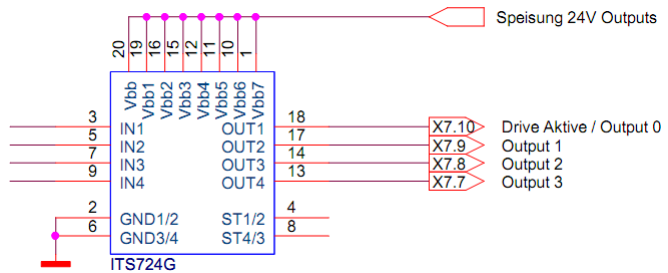 Speisung 24V Outputs
20 19 16 15 12 11 10 1
Vbb Vbb1 Vbb2 Vbb3 Vbb4 Vbb5 Vbb6 Vbb7
3 IN1 OUT1 18 X7.10 Drive Aktive / Output 0
5 IN2 OUT2 17 X7.9 Output 1
7 IN3 OUT3 14 X7.8 Output 2
9 IN4 OUT4 13 X7.7 Output 3
2 GND1/2 ST1/2 4
6 GND3/4 ST4/3 8
ITS724G